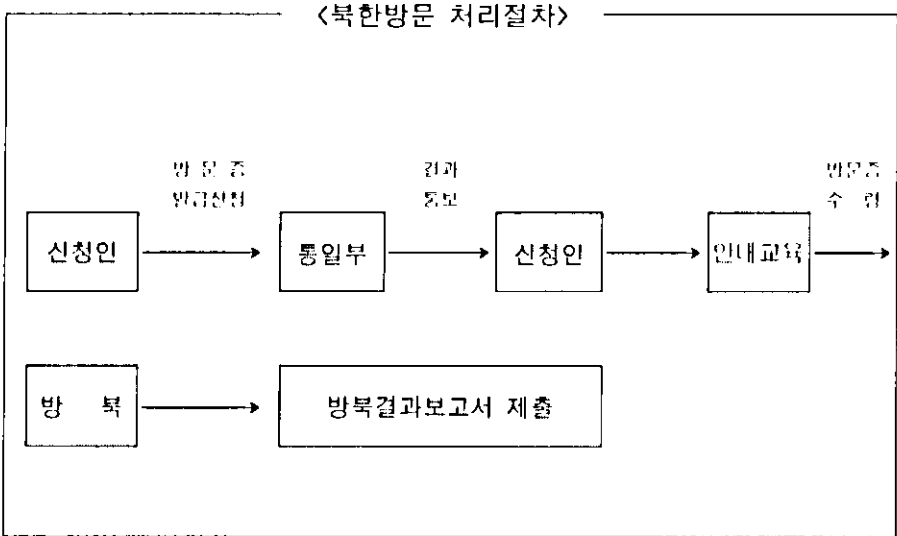 <북한방문 처리절차>
방 문 증 결과 방문증
발급신청 통보 수 령
신청인 통일부 신청인 안내교육
방 북 방북결과보고서 제출